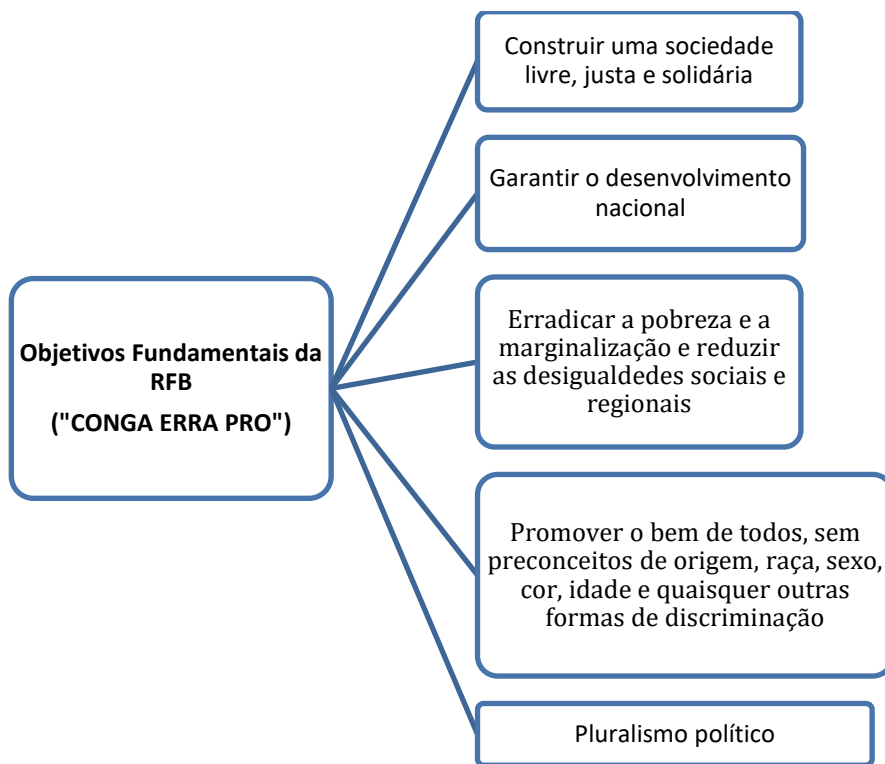 Construir uma sociedade
livre, justa e solidária
Garantir o desenvolvimento
nacional
Objetivos Fundamentais da
RFB
("CONGA ERRA PRO")
Erradicar a pobreza e a
marginalização e reduzir
as desigualdedes sociais e
regionais
Promover o bem de todos, sem
preconceitos de origem, raça, sexo,
cor, idade e quaisquer outras
formas de discriminação
Pluralismo político